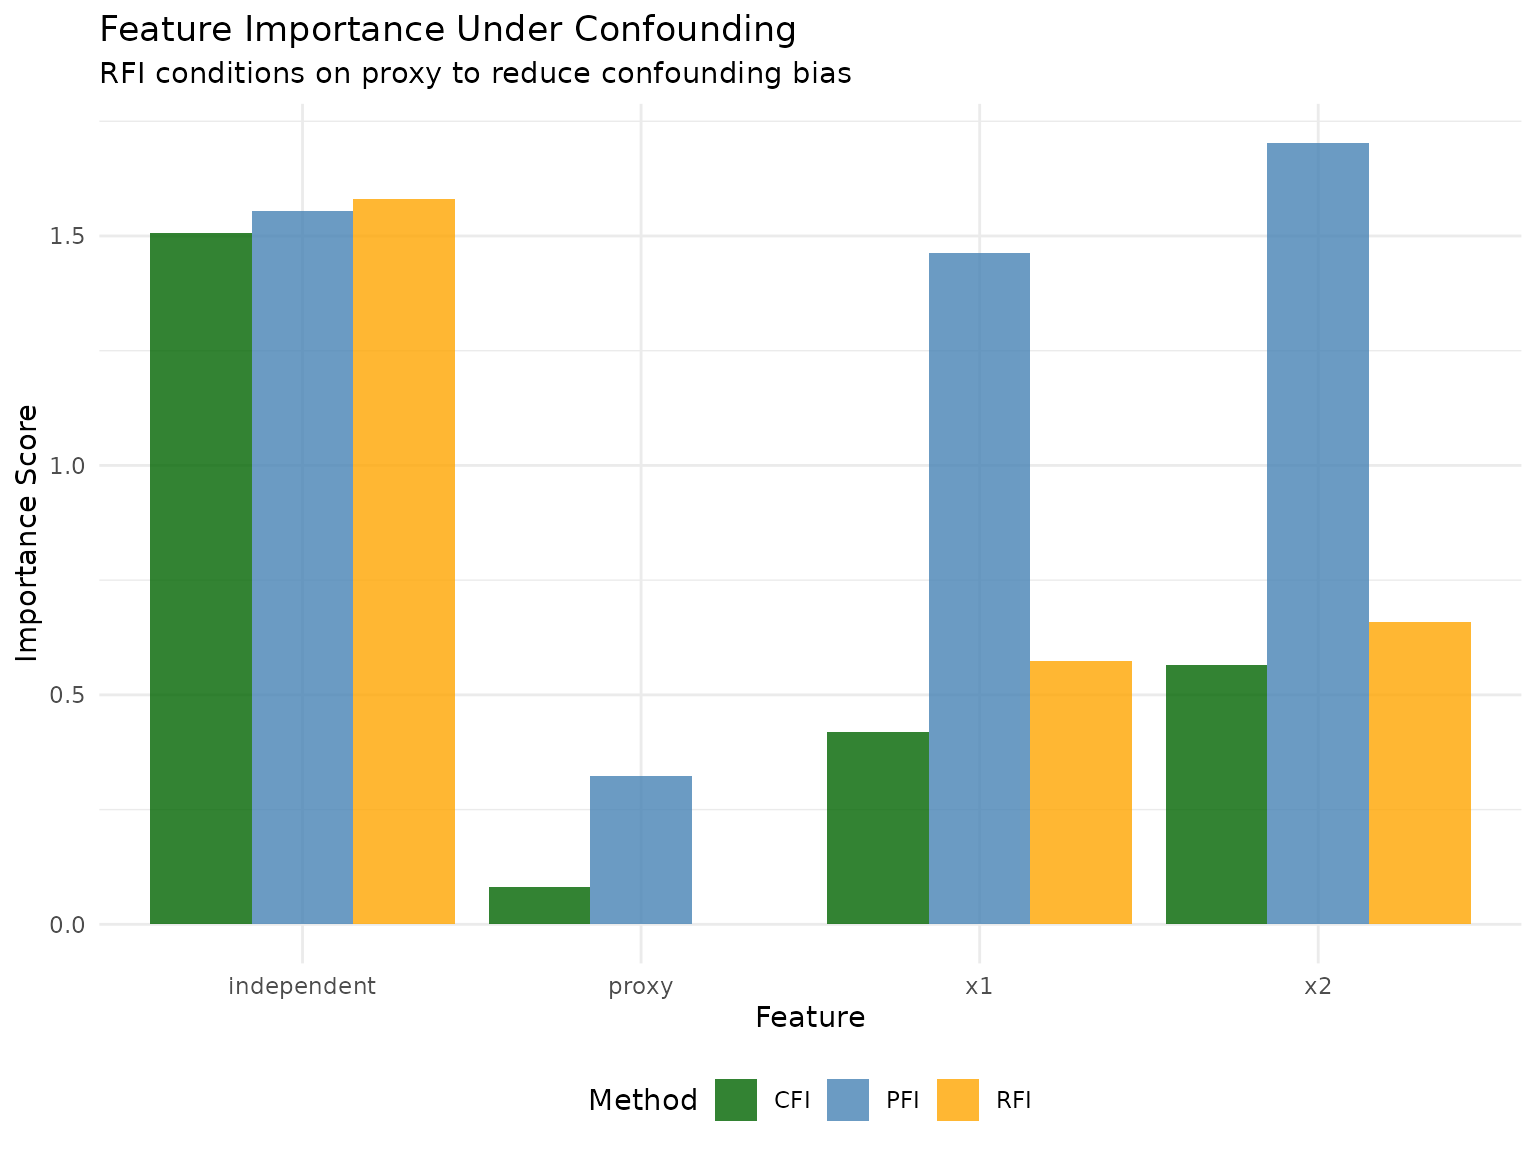 Feature Importance Under Confounding
RFI conditions on proxy to reduce confounding bias
Importance Score
1.5
1.0
0.5
0.0
independent proxy x1 x2
Feature
Method CFI PFI RFI